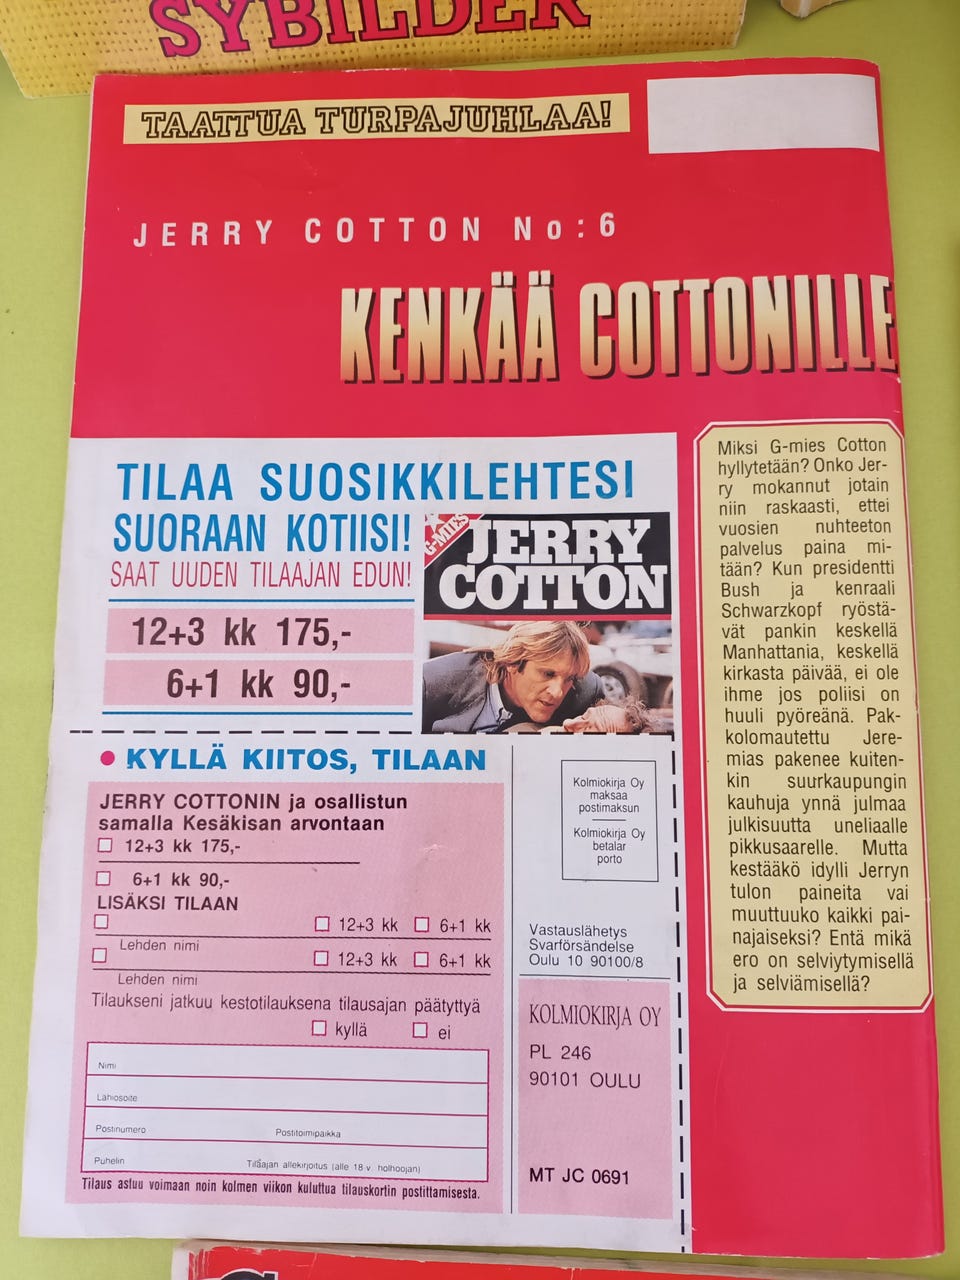 SYBILDER
TAATTUA TURPAJUHLAA!
JERRY COTTON No:6
KENKÄÄ COTTONILLE
TILAA SUOSIKKILEHTESI
SUORAAN KOTIISI!
SAAT UUDEN TILAAJAN EDUN!
12+3 kk 175,-
6+1 kk 90,-
G-MIES
JERRY
COTTON
Miksi G-mies Cotton
hyllytetään? Onko Jer-
ry mokannut jotain
niin raskaasti, ettei
vuosien nuhteeton
palvelus paina mi-
tään? Kun presidentti
Bush ja kenraali
Schwarzkopf ryöstä-
vät pankin keskellä
Manhattania, keskellä
kirkasta päivää, ei ole
ihme jos poliisi on
huuli pyöreänä. Pak-
kolomautettu Jere-
mias pakenee kuiten-
kin suurkaupungin
kauhuja ynnä julmaa
julkisuutta uneliaalle
pikkusaarelle. Mutta
kestääkö idylli Jerryn
tulon paineita vai
muuttuuko kaikki pai-
najaiseksi? Entä mikä
ero on selviytymisellä
ja selviämisellä?
• KYLLÄ KIITOS, TILAAN
JERRY COTTONIN ja osallistun
samalla Kesäkisan arvontaan
12+3 kk 175,-
6+1 kk 90,-
LISÄKSI TILAAN
12+3 kk 6+1 kk
Lehden nimi
12+3 kk 6+1 kk
Lehden nimi
Tilaukseni jatkuu kestotilauksena tilausajan päätyttyä
kyllä ei
Nimi
Lähiosoite
Postinumero Postitoimipaikka
Puhelin Tilaajan allekirjoitus (alle 18 v. holhoojan)
Tilaus astuu voimaan noin kolmen viikon kuluttua tilauskortin postittamisesta.
Kolmiokirja Oy
maksaa
postimaksun
Kolmiokirja Oy
betalar
porto
Vastauslähetys
Svarförsändelse
Oulu 10 90100/8
KOLMIOKIRJA OY
PL 246
90101 OULU
MT JC 0691